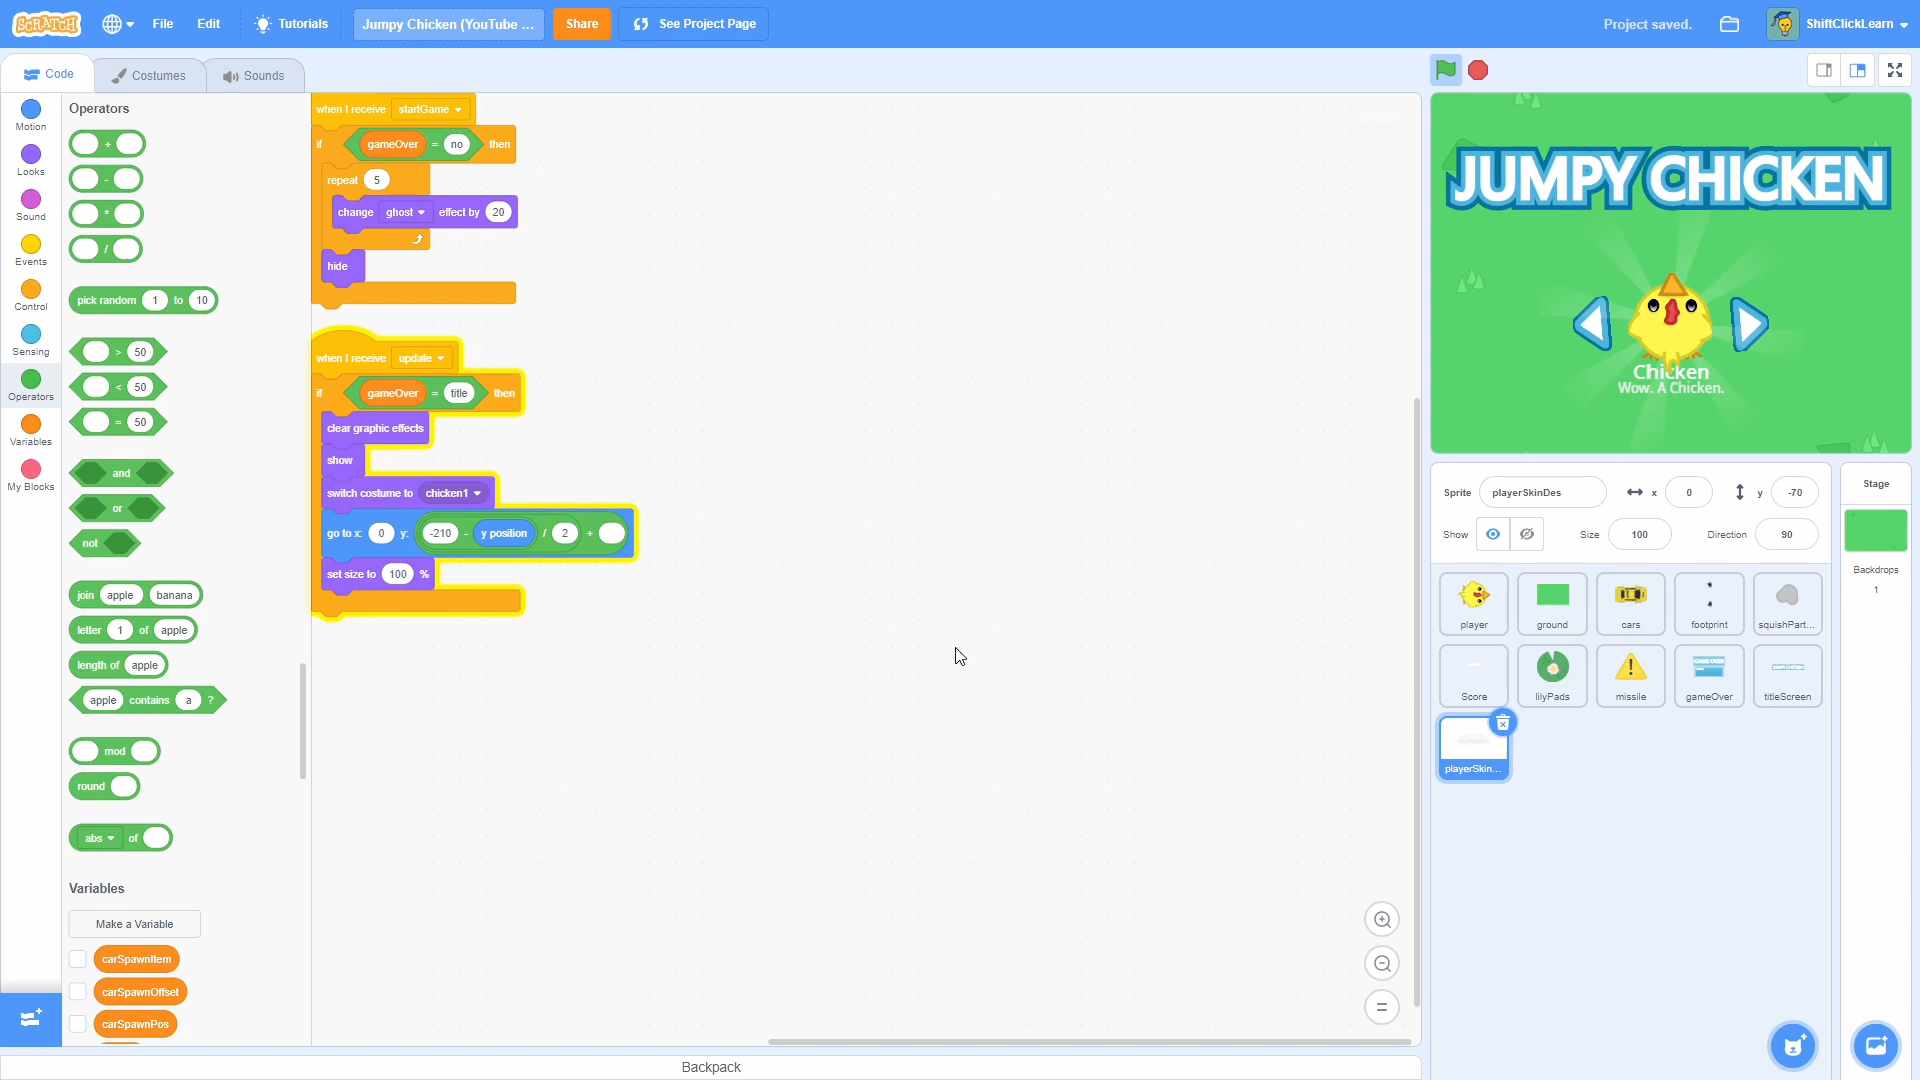 SCRATCH File Edit Tutorials Jumpy Chicken (YouTube ... Share See Project Page Project saved. ShiftClickLearn
Code Costumes Sounds
Motion
Looks
Sound
Events
Control
Sensing
Operators
Variables
My Blocks
Operators
+
-
*
/
pick random 1 to 10
> 50
< 50
= 50
and
or
not
join apple banana
letter 1 of apple
length of apple
apple contains a ?
mod
round
abs of
Variables
Make a Variable
carSpawnItem
carSpawnOffset
carSpawnPos
when I receive startGame
if gameOver = no then
repeat 5
change ghost effect by 20
hide
when I receive update
if gameOver = title then
clear graphic effects
show
switch costume to chicken1
go to x: 0 y: -210 - y position / 2 +
set size to 100 %
Backpack
JUMPY CHICKEN
Chicken
Wow. A Chicken.
Sprite playerSkinDes x 0 y -70
Show Size 100 Direction 90
player ground cars footprint squishPart...
Score lilyPads missile gameOver titleScreen
playerSkin...
Stage
Backdrops
1